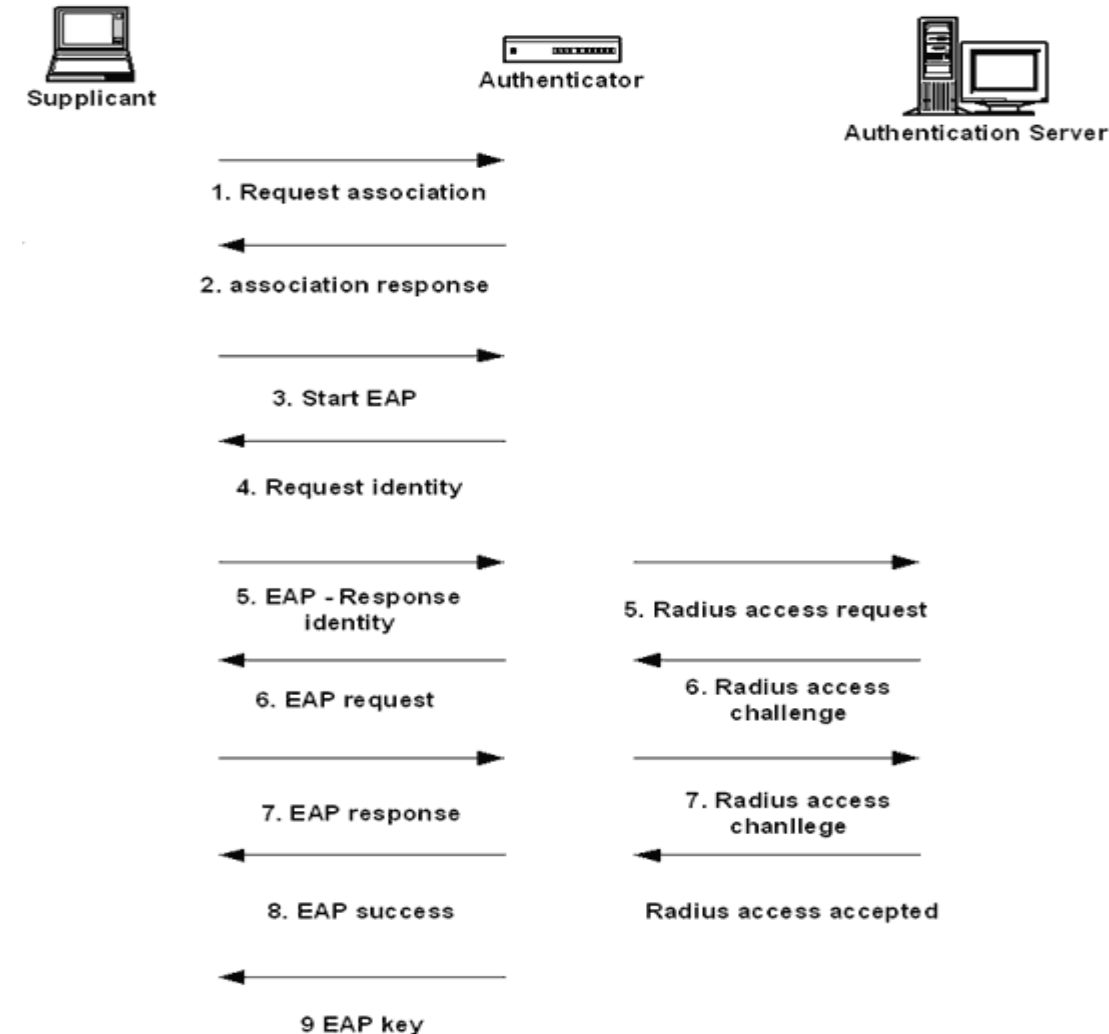 Supplicant
Authenticator
Authentication Server
1. Request association
2. association response
3. Start EAP
4. Request identity
5. EAP - Response
identity
5. Radius access request
6. EAP request
6. Radius access
challenge
7. EAP response
7. Radius access
chanllege
8. EAP success
Radius access accepted
9 EAP key